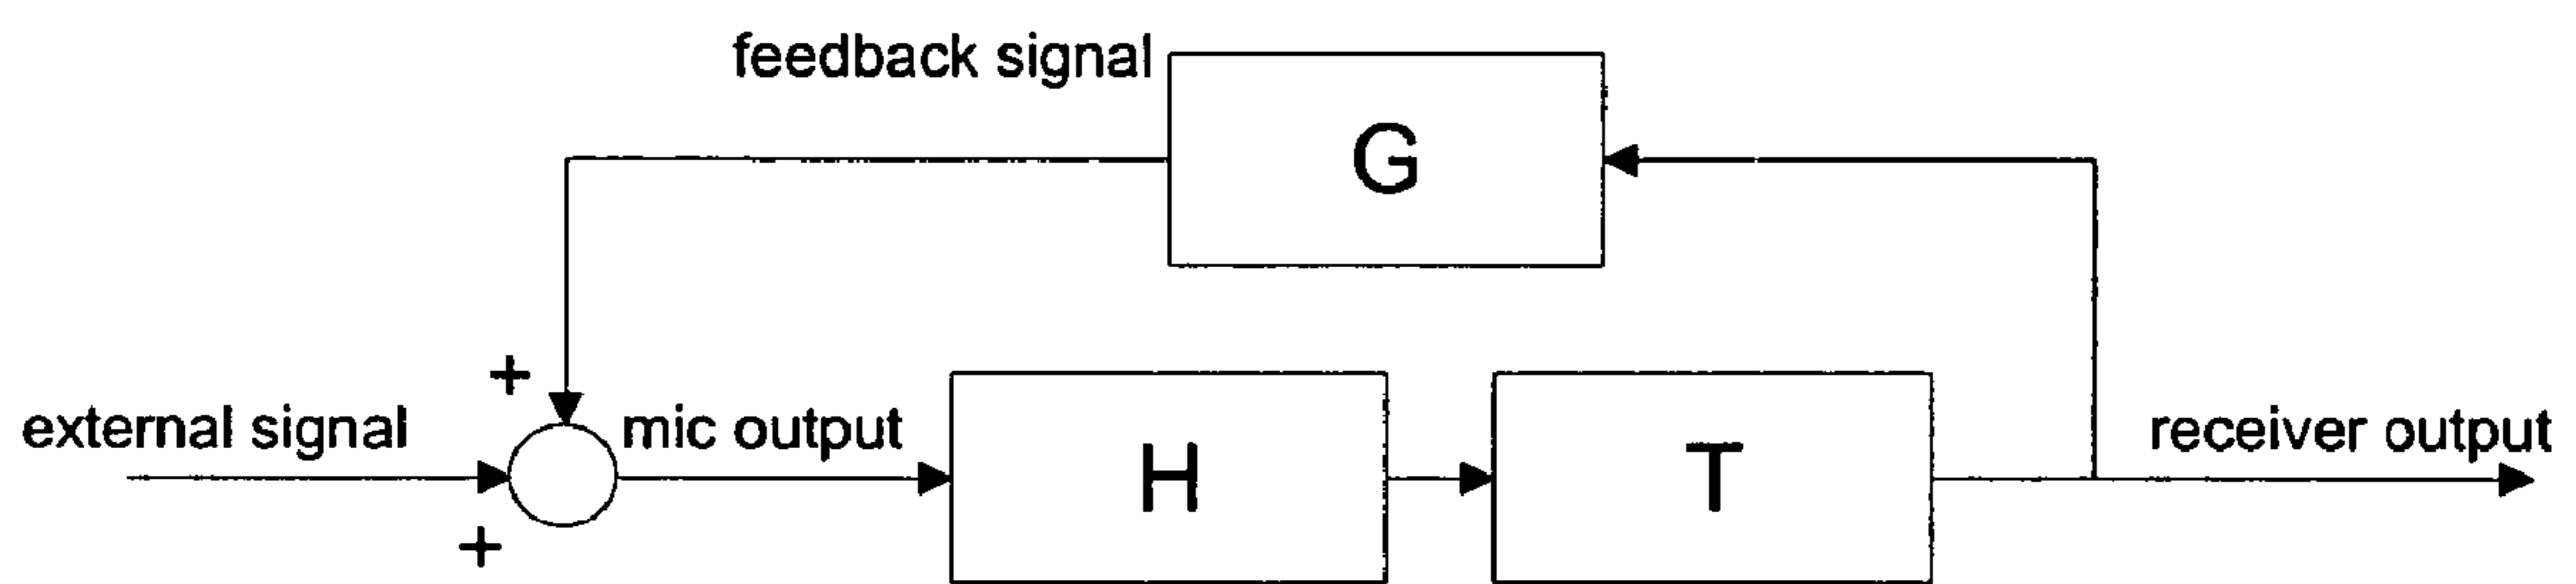 feedback signal
G
+
external signal
mic output
H
T
receiver output
+